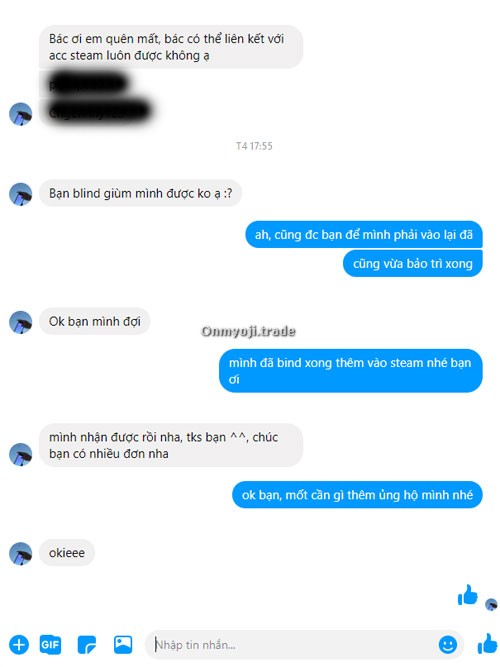 Bác ơi em quên mất, bác có thể liên kết với
acc steam luôn được không ạ
T4 17:55
Bạn blind giùm mình được ko ạ :?
ah, cũng đc bạn để mình phải vào lại đã
cũng vừa bảo trì xong
Ok bạn mình đợi
Onmyoji.trade
mình đã bind xong thêm vào steam nhé bạn
ơi
mình nhận được rồi nha, tks bạn ^^, chúc
bạn có nhiều đơn nha
ok bạn, mốt cần gì thêm ủng hộ mình nhé
okieee
GIF
Nhập tin nhắn...